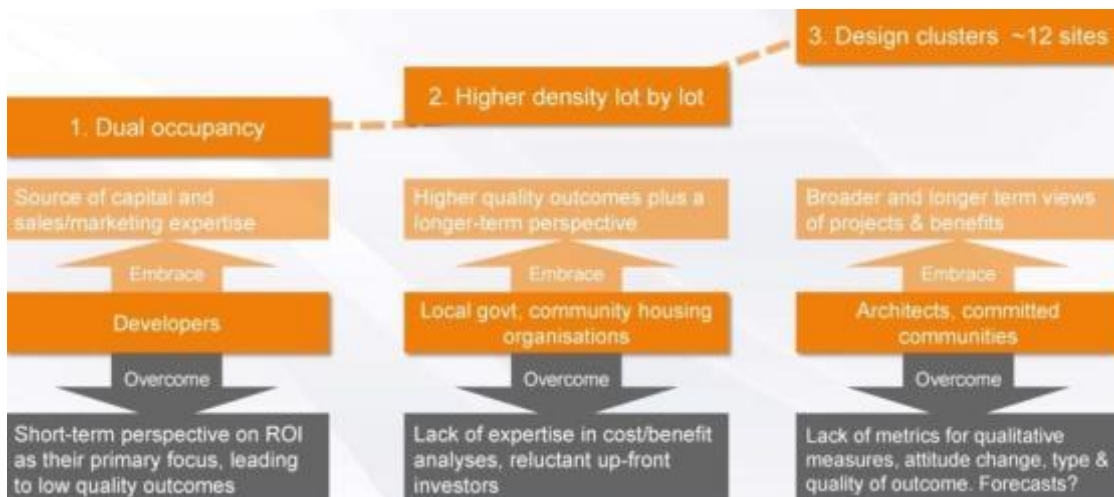 3. Design clusters ~12 sites
2. Higher density lot by lot
1. Dual occupancy
Source of capital and
sales/marketing expertise
Embrace
Developers
Overcome
Short-term perspective on ROI
as their primary focus, leading
to low quality outcomes
Higher quality outcomes plus a
longer-term perspective
Embrace
Local govt, community housing
organisations
Overcome
Lack of expertise in cost/benefit
analyses, reluctant up-front
investors
Broader and longer term views
of projects & benefits
Embrace
Architects, committed
communities
Overcome
Lack of metrics for qualitative
measures, attitude change, type &
quality of outcome. Forecasts?